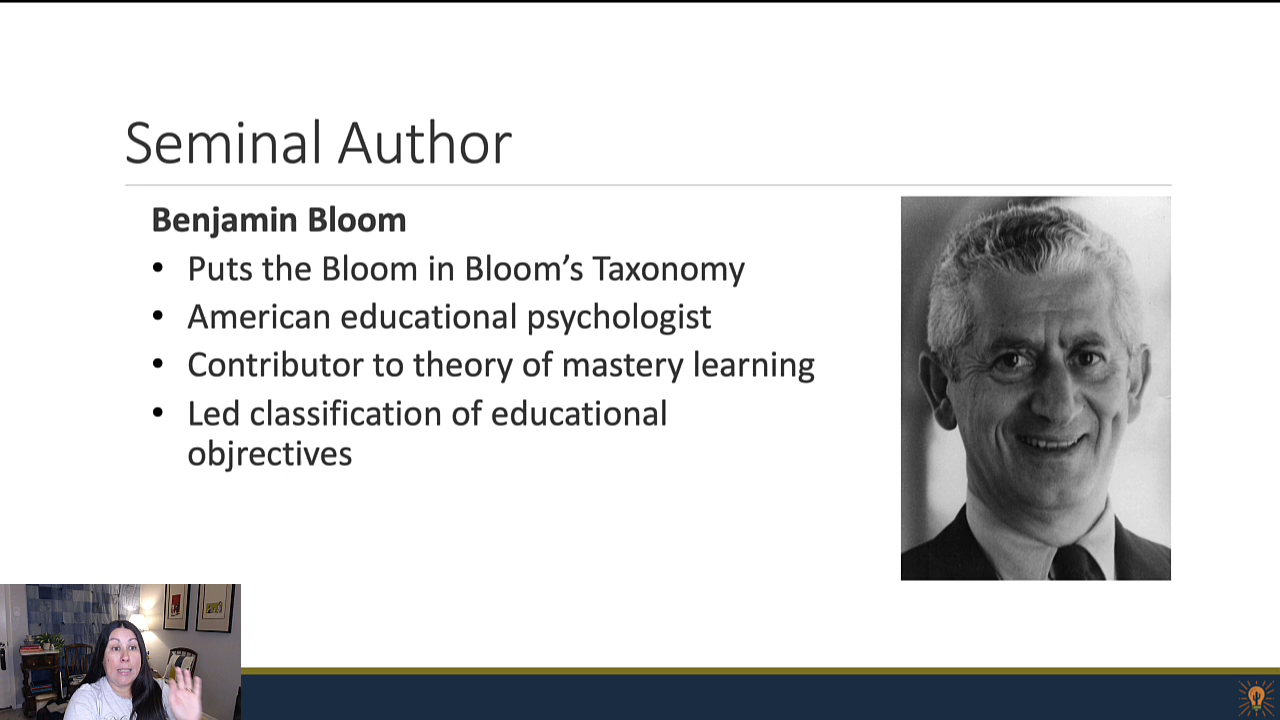 Seminal Author
Benjamin Bloom
• Puts the Bloom in Bloom’s Taxonomy
• American educational psychologist
• Contributor to theory of mastery learning
• Led classification of educational
objrectives